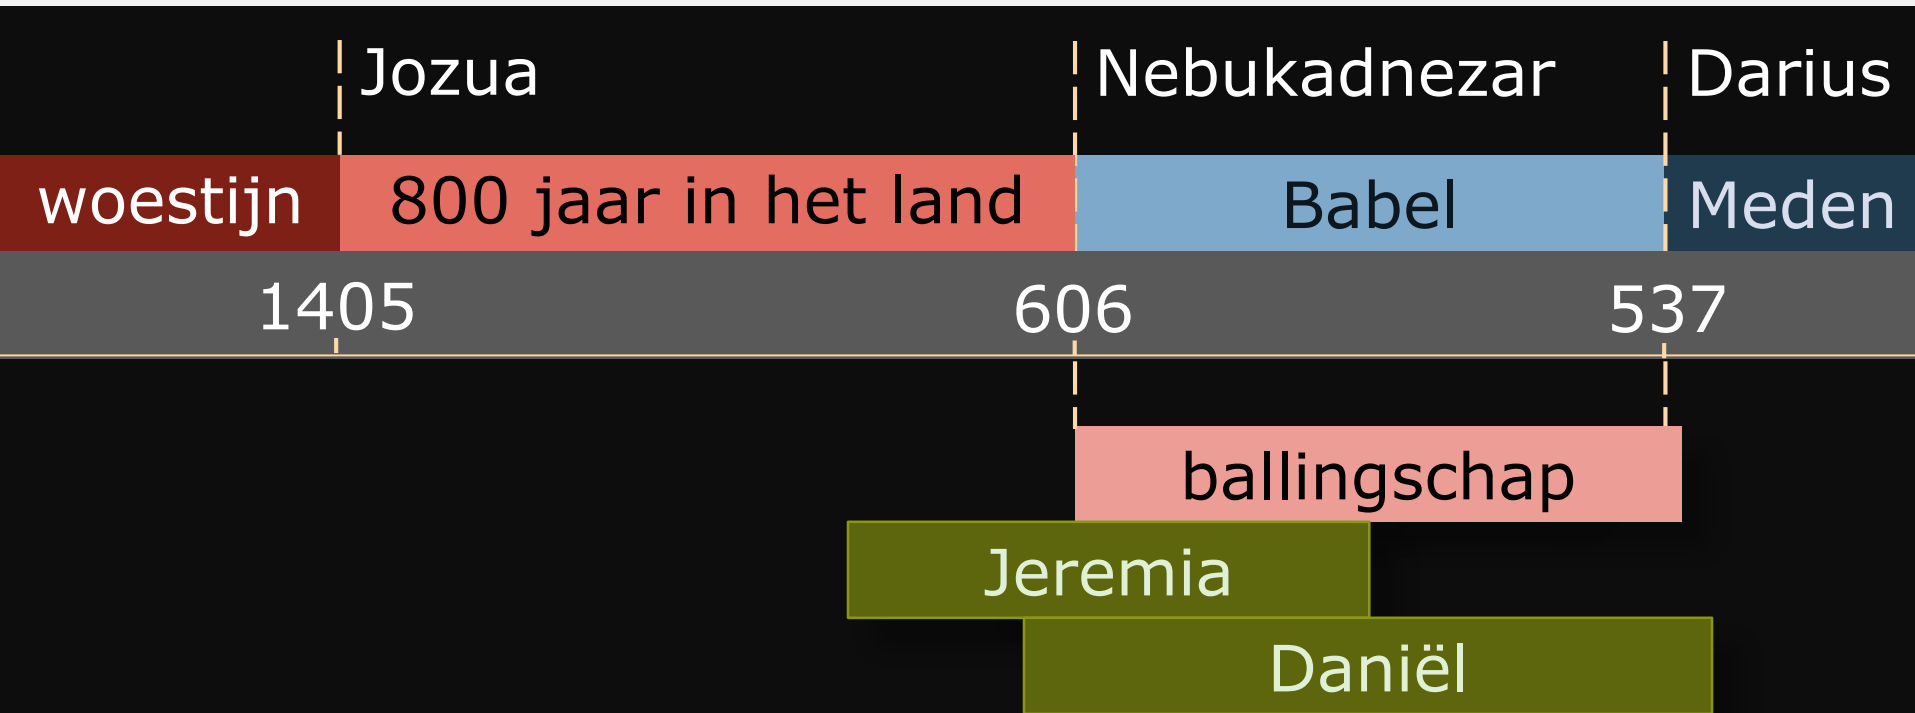 Jozua Nebukadnezar Darius
woestijn 800 jaar in het land Babel Meden
1405 606 537
ballingschap
Jeremia
Daniël